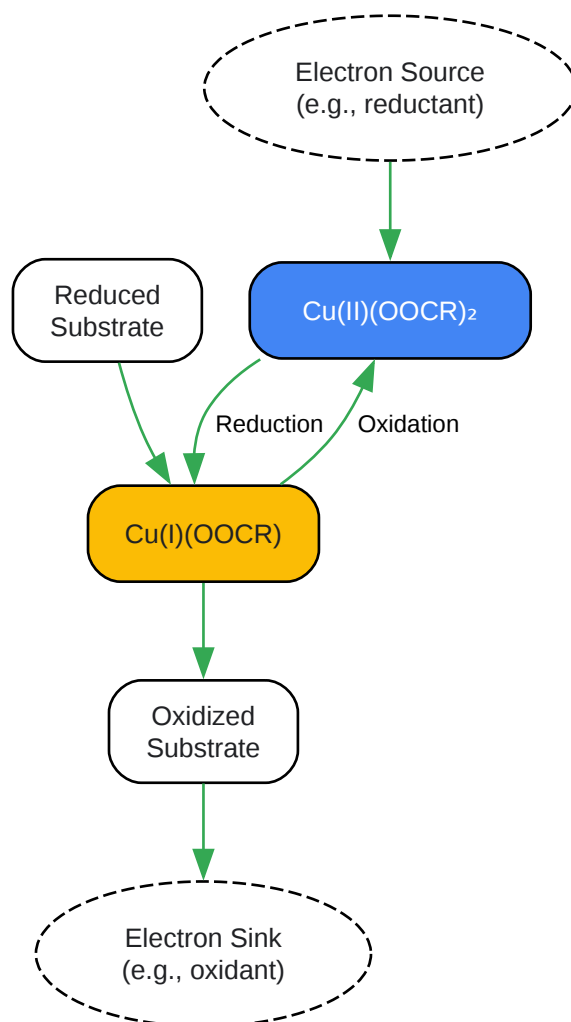 Electron Source
(e.g., reductant)
Reduced
Substrate
Cu(II)(OOCR)₂
Reduction
Oxidation
Cu(I)(OOCR)
Oxidized
Substrate
Electron Sink
(e.g., oxidant)